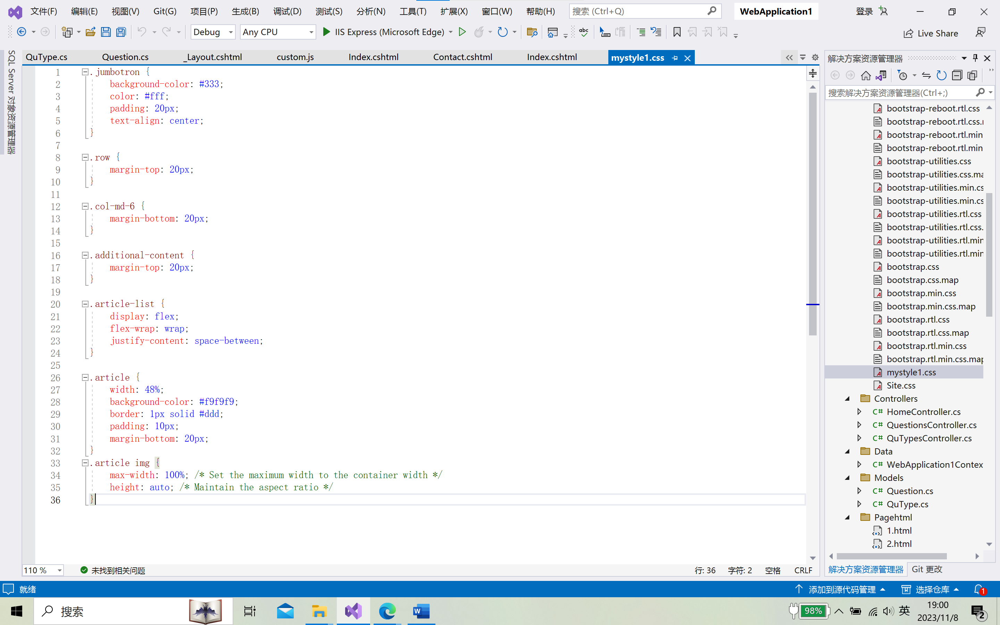 文件(F) 编辑(E) 视图(V) Git(G) 项目(P) 生成(B) 调试(D) 测试(S) 分析(N) 工具(T) 扩展(X) 窗口(W) 帮助(H) 搜索 (Ctrl+Q) WebApplication1 登录
Debug Any CPU IIS Express (Microsoft Edge) abc Live Share
SQL Server 对象资源管理器
QuType.cs Question.cs _Layout.cshtml custom.js Index.cshtml Contact.cshtml Index.cshtml mystyle1.css
1 .jumbotron {
2 background-color: #333;
3 color: #fff;
4 padding: 20px;
5 text-align: center;
6 }
7
8 .row {
9 margin-top: 20px;
10 }
11
12 .col-md-6 {
13 margin-bottom: 20px;
14 }
15
16 .additional-content {
17 margin-top: 20px;
18 }
19
20 .article-list {
21 display: flex;
22 flex-wrap: wrap;
23 justify-content: space-between;
24 }
25
26 .article {
27 width: 48%;
28 background-color: #f9f9f9;
29 border: 1px solid #ddd;
30 padding: 10px;
31 margin-bottom: 20px;
32 }
33 .article img {
34 max-width: 100%; /* Set the maximum width to the container width */
35 height: auto; /* Maintain the aspect ratio */
36 }
110 % 未找到相关问题 行: 36 字符: 2 空格 CRLF
解决方案资源管理器
搜索解决方案资源管理器(Ctrl+;)
bootstrap-reboot.rtl.css
bootstrap-reboot.rtl.css.
bootstrap-reboot.rtl.min
bootstrap-reboot.rtl.min
bootstrap-utilities.css
bootstrap-utilities.css.ma
bootstrap-utilities.min.cs
bootstrap-utilities.min.cs
bootstrap-utilities.rtl.css
bootstrap-utilities.rtl.css.
bootstrap-utilities.rtl.min
bootstrap-utilities.rtl.min
bootstrap.css
bootstrap.css.map
bootstrap.min.css
bootstrap.min.css.map
bootstrap.rtl.css
bootstrap.rtl.css.map
bootstrap.rtl.min.css
bootstrap.rtl.min.css.map
mystyle1.css
Site.css
Controllers
C# HomeController.cs
C# QuestionsController.cs
C# QuTypesController.cs
Data
C# WebApplication1Contex
Models
C# Question.cs
C# QuType.cs
Pagehtml
1.html
2.html
解决方案资源管理器 Git 更改
就绪 添加到源代码管理 选择仓库 1
搜索 98% 英 19:00
2023/11/8 2